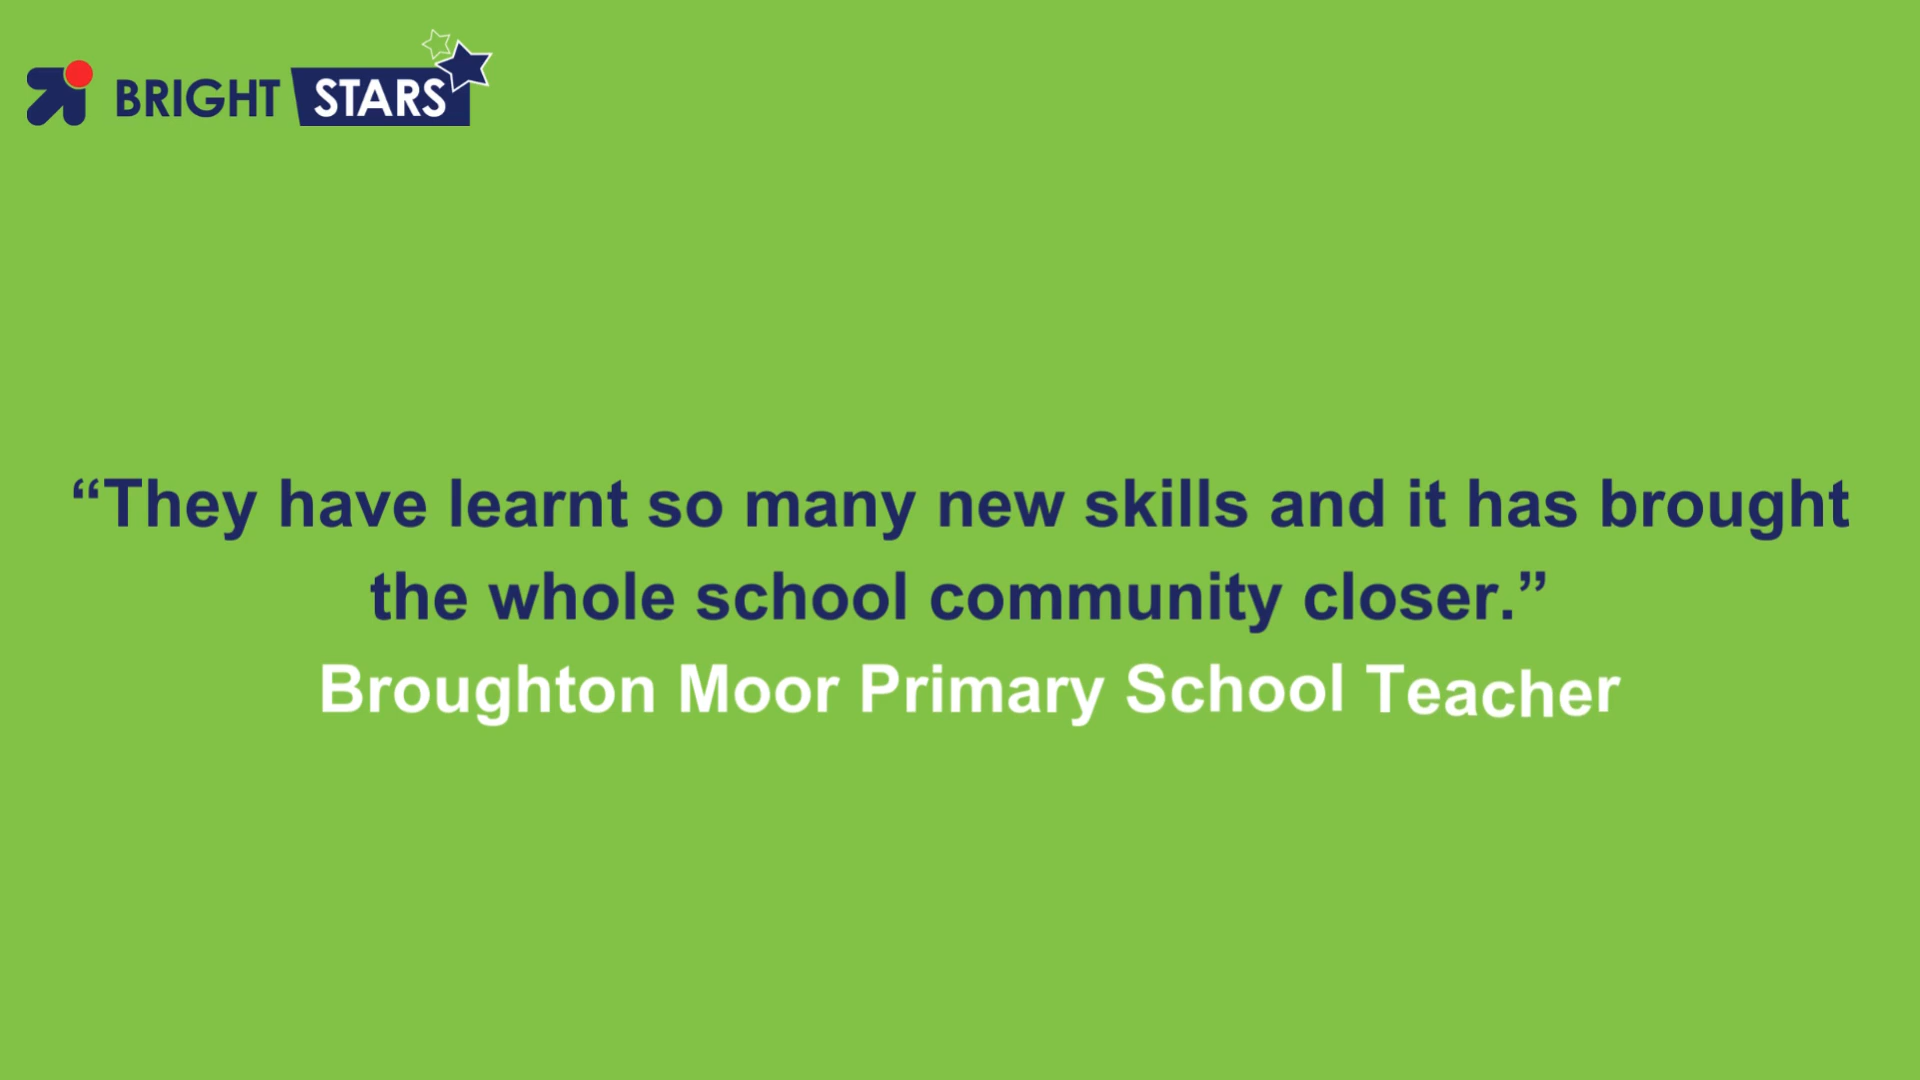 BRIGHT STARS
“They have learnt so many new skills and it has brought
the whole school community closer.”
Broughton Moor Primary School Teacher